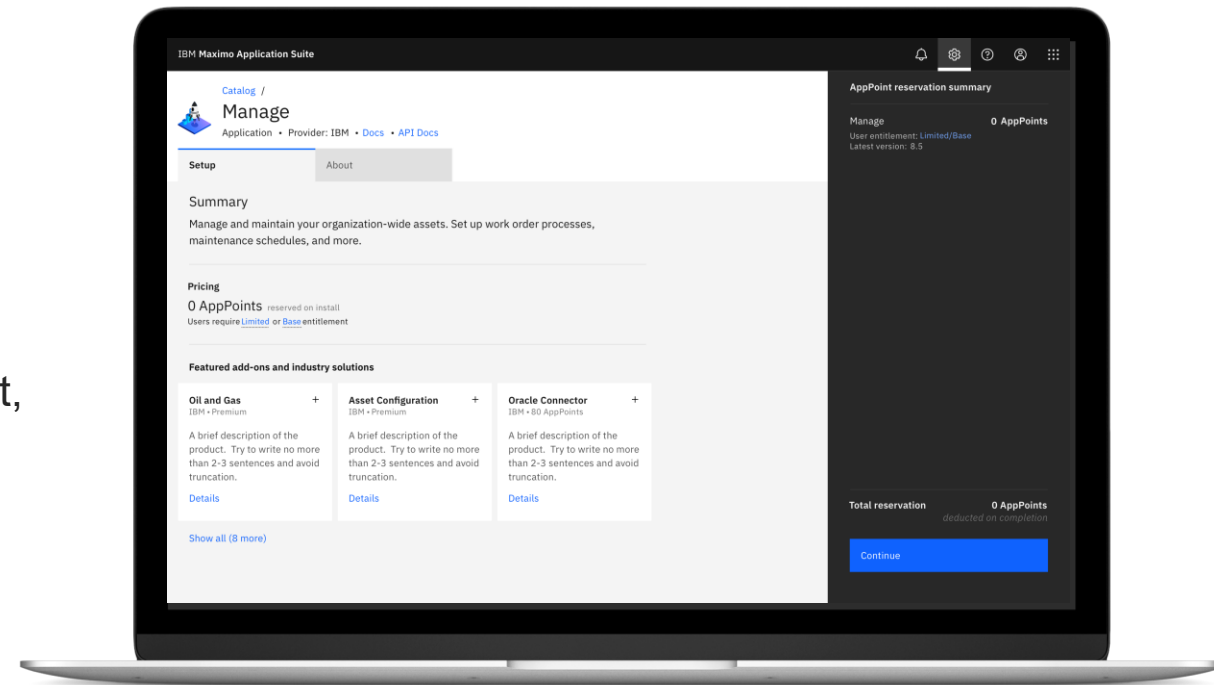 IBM Maximo Application Suite
Catalog /
Manage
Application • Provider: IBM • Docs • API Docs
Setup
About
Summary
Manage and maintain your organization-wide assets. Set up work order processes,
maintenance schedules, and more.
Pricing
0 AppPoints reserved on install
Users require Limited or Base entitlement
Featured add-ons and industry solutions
Oil and Gas +
IBM • Premium
A brief description of the
product. Try to write no more
than 2-3 sentences and avoid
truncation.
Details
Asset Configuration +
IBM • Premium
A brief description of the
product. Try to write no more
than 2-3 sentences and avoid
truncation.
Details
Oracle Connector +
IBM • 80 AppPoints
A brief description of the
product. Try to write no more
than 2-3 sentences and avoid
truncation.
Details
Show all (8 more)
AppPoint reservation summary
Manage 0 AppPoints
User entitlement: Limited/Base
Latest version: 8.5
Total reservation 0 AppPoints
deducted on completion
Continue
t,